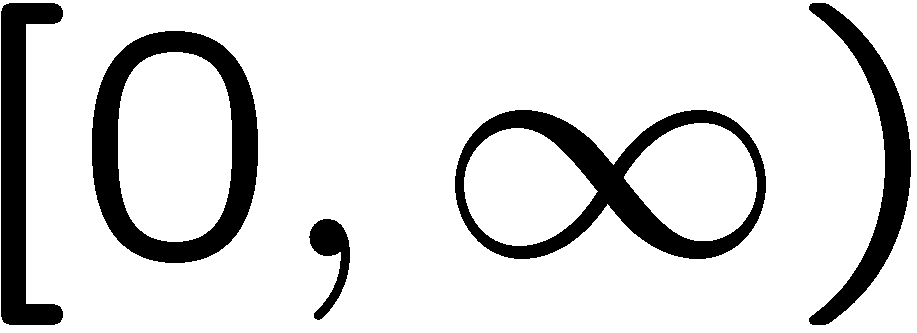 [0, ∞)